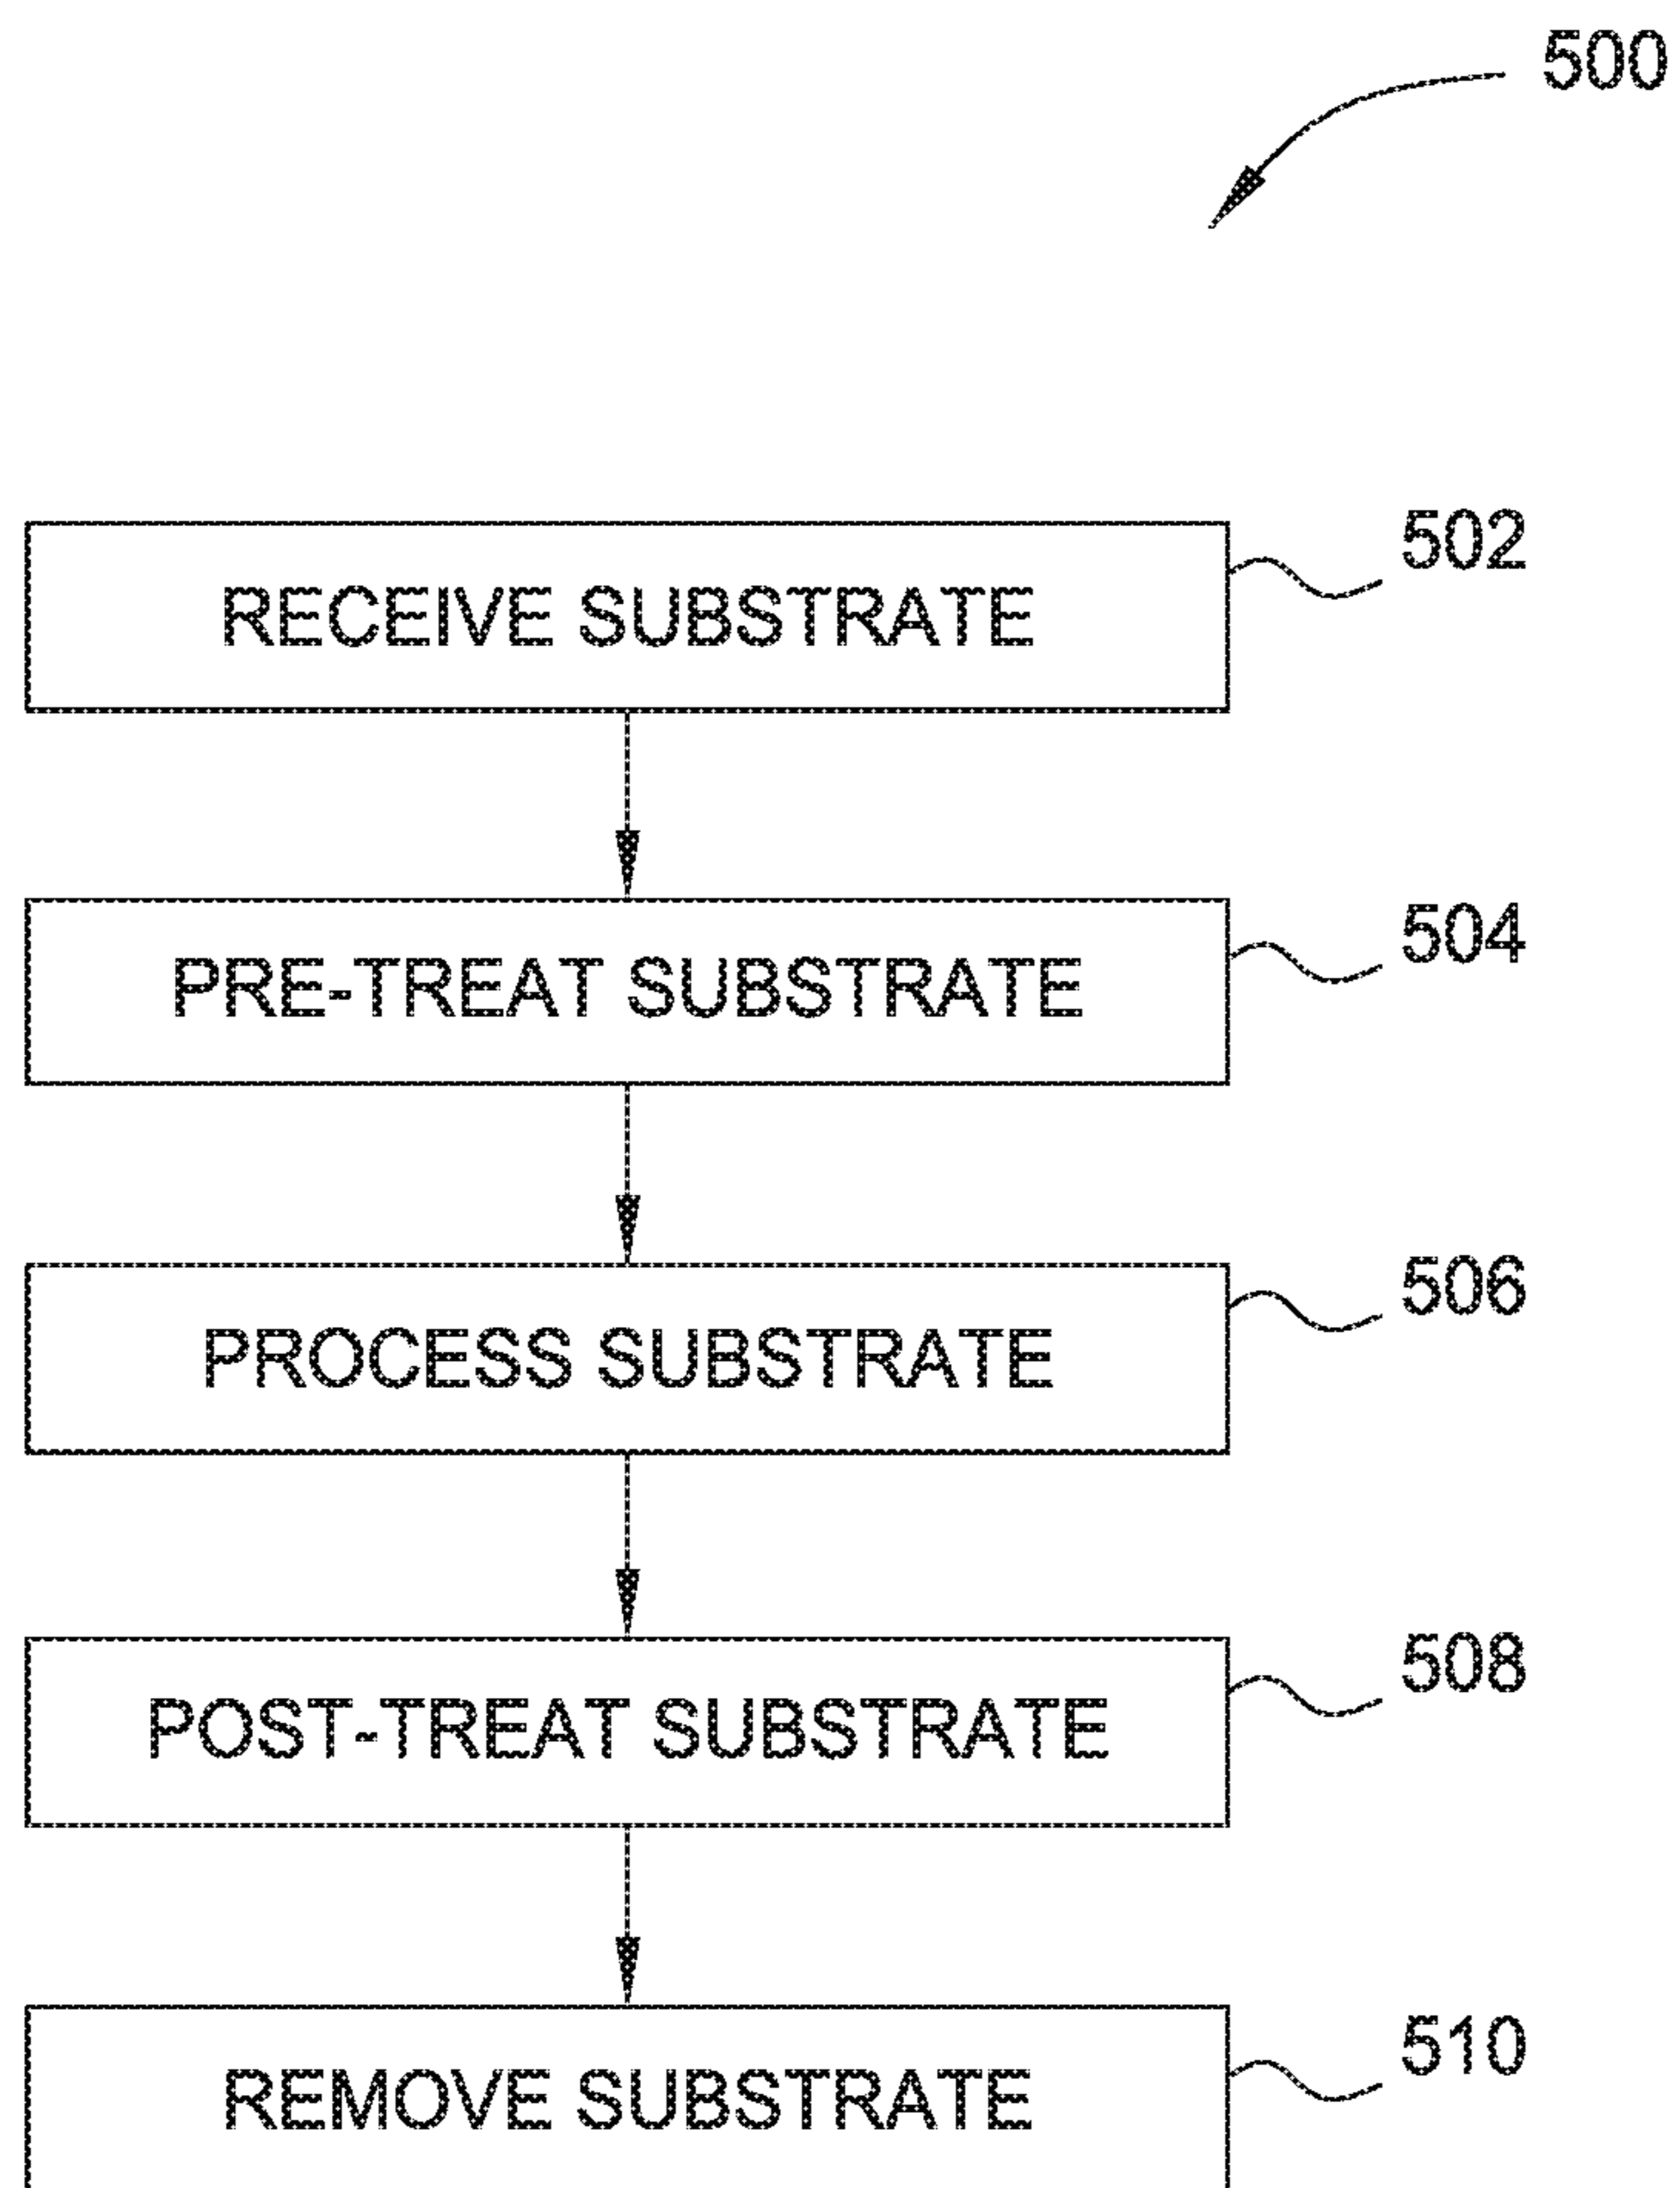 500
RECEIVE SUBSTRATE
502
PRE-TREAT SUBSTRATE
504
PROCESS SUBSTRATE
506
POST-TREAT SUBSTRATE
508
REMOVE SUBSTRATE
510